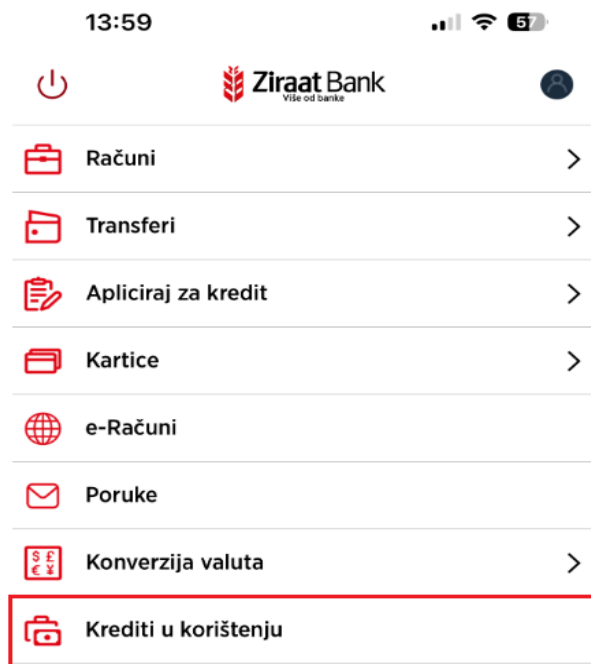 13:59
57
Ziraat Bank
Više od banke
Računi
Transferi
Apliciraj za kredit
Kartice
e-Računi
Poruke
$ £
€ ¥
Konverzija valuta
Krediti u korištenju